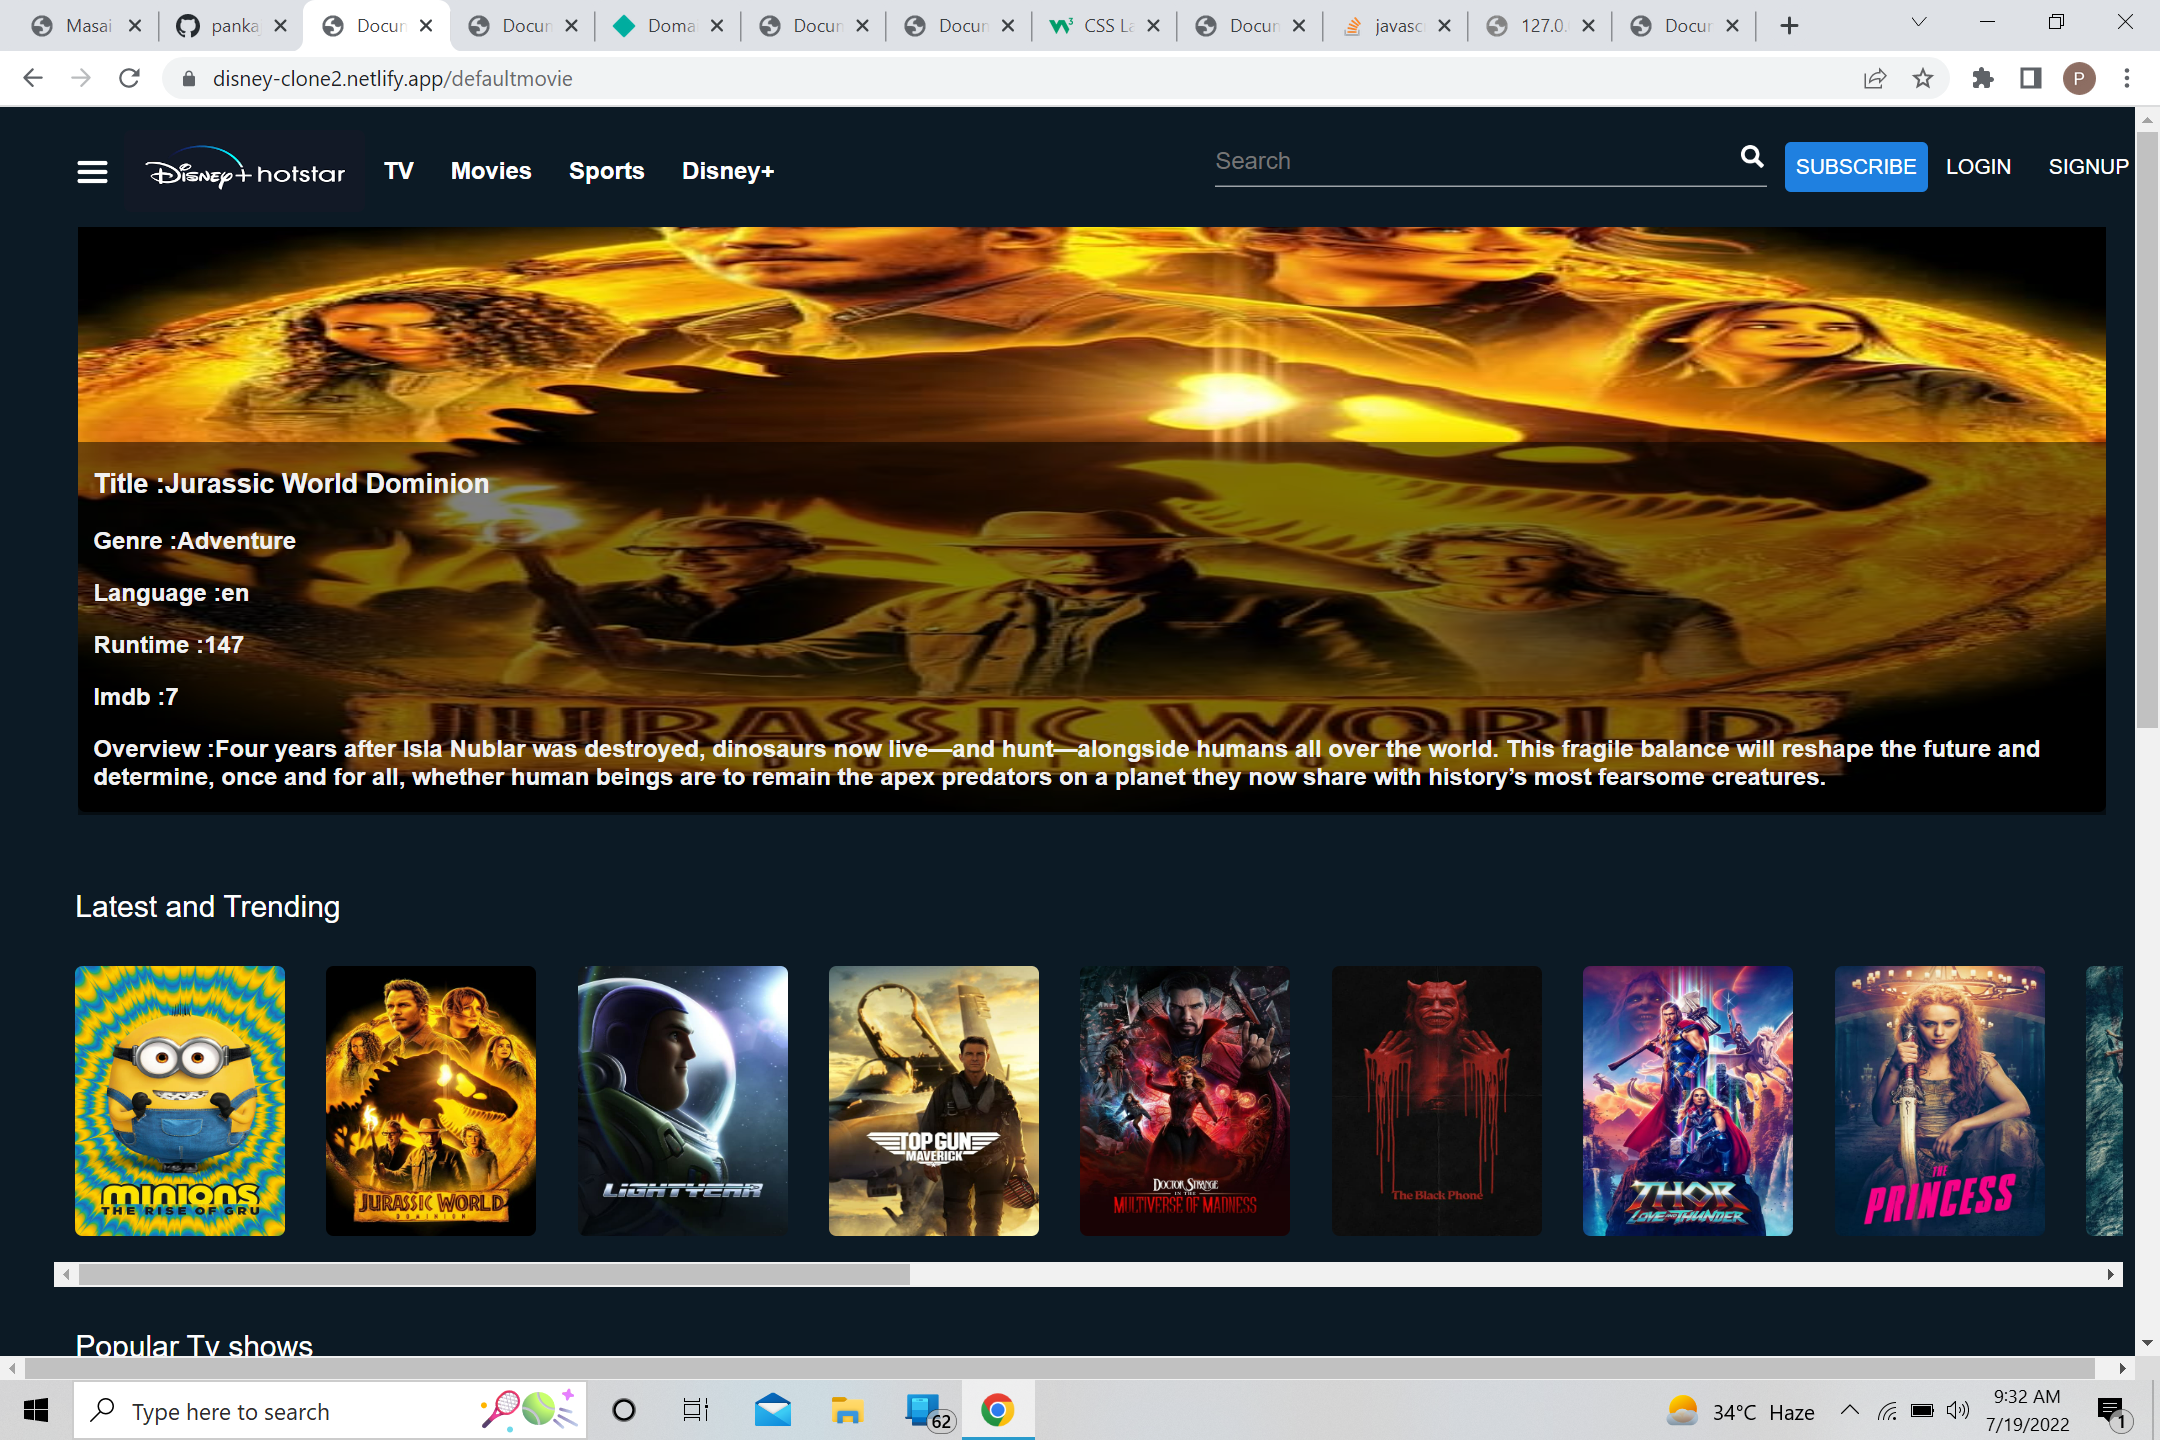 Masai
panka
Docun
Docun
Doma
Docun
Docun
CSS La
Docun
javasc
127.0.
Docun
disney-clone2.netlify.app/defaultmovie
P
Disney+ hotstar
TV
Movies
Sports
Disney+
Search
SUBSCRIBE
LOGIN
SIGNUP
Title :Jurassic World Dominion
Genre :Adventure
Language :en
Runtime :147
Imdb :7
JURASSIC WORLD
Overview :Four years after Isla Nublar was destroyed, dinosaurs now live—and hunt—alongside humans all over the world. This fragile balance will reshape the future and
determine, once and for all, whether human beings are to remain the apex predators on a planet they now share with history’s most fearsome creatures.
Latest and Trending
MINIONS
THE RISE OF GRU
JURASSIC WORLD
DOMINION
LIGHTYEAR
TOP GUN
MAVERICK
DOCTOR STRANGE
IN THE
MULTIVERSE OF MADNESS
The Black Phone
THOR
LOVE AND THUNDER
THE
PRINCESS
Popular Tv shows
Type here to search
62
34°C Haze
9:32 AM
7/19/2022
1